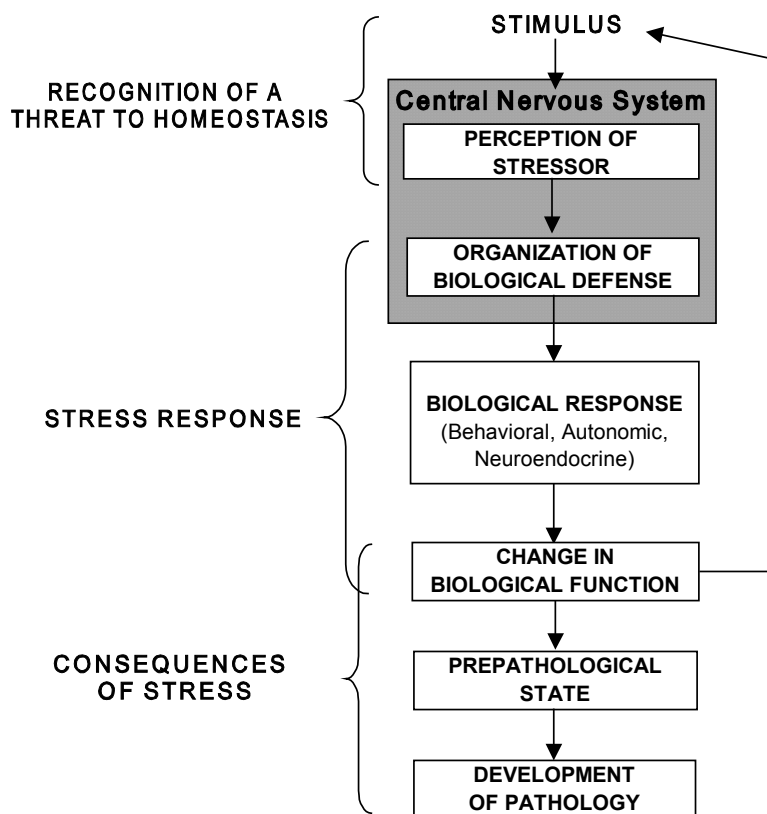 STIMULUS
RECOGNITION OF A
THREAT TO HOMEOSTASIS
Central Nervous System
PERCEPTION OF
STRESSOR
ORGANIZATION OF
BIOLOGICAL DEFENSE
STRESS RESPONSE
BIOLOGICAL RESPONSE
(Behavioral, Autonomic,
Neuroendocrine)
CHANGE IN
BIOLOGICAL FUNCTION
CONSEQUENCES
OF STRESS
PREPATHOLOGICAL
STATE
DEVELOPMENT
OF PATHOLOGY